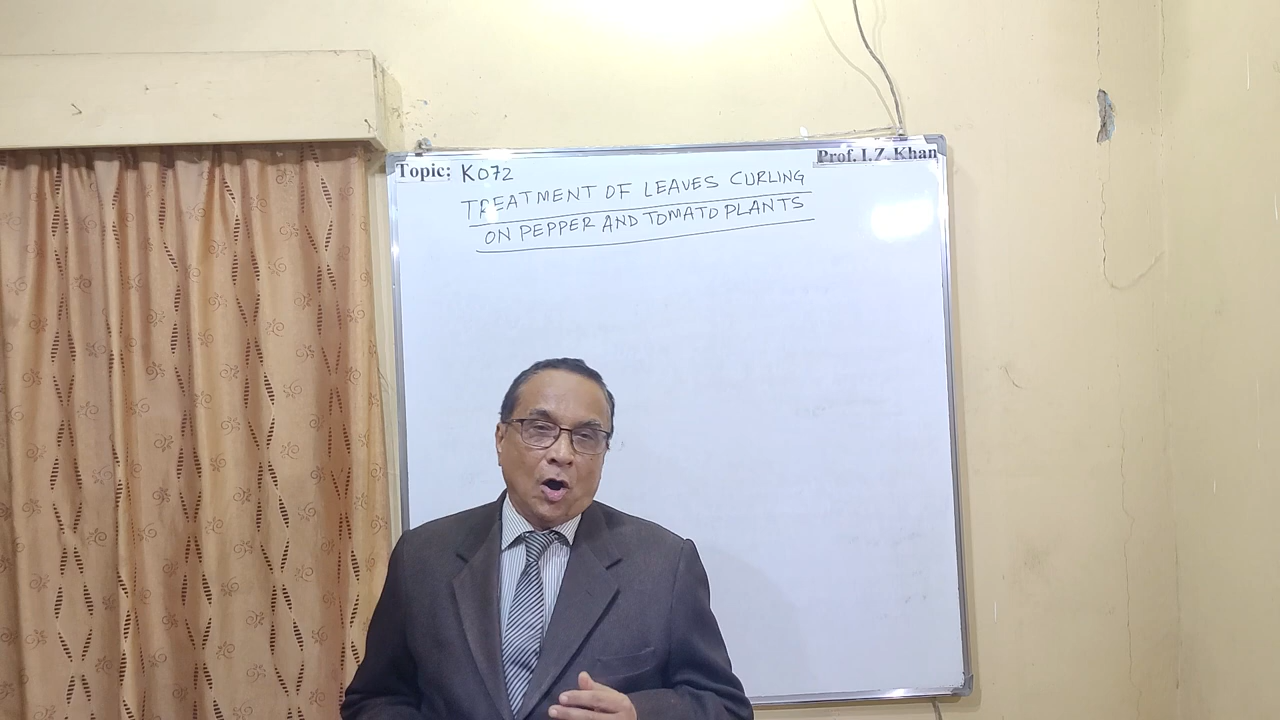 Topic: K072
Prof. I. Z. Khan
TREATMENT OF LEAVES CURLING
ON PEPPER AND TOMATO PLANTS